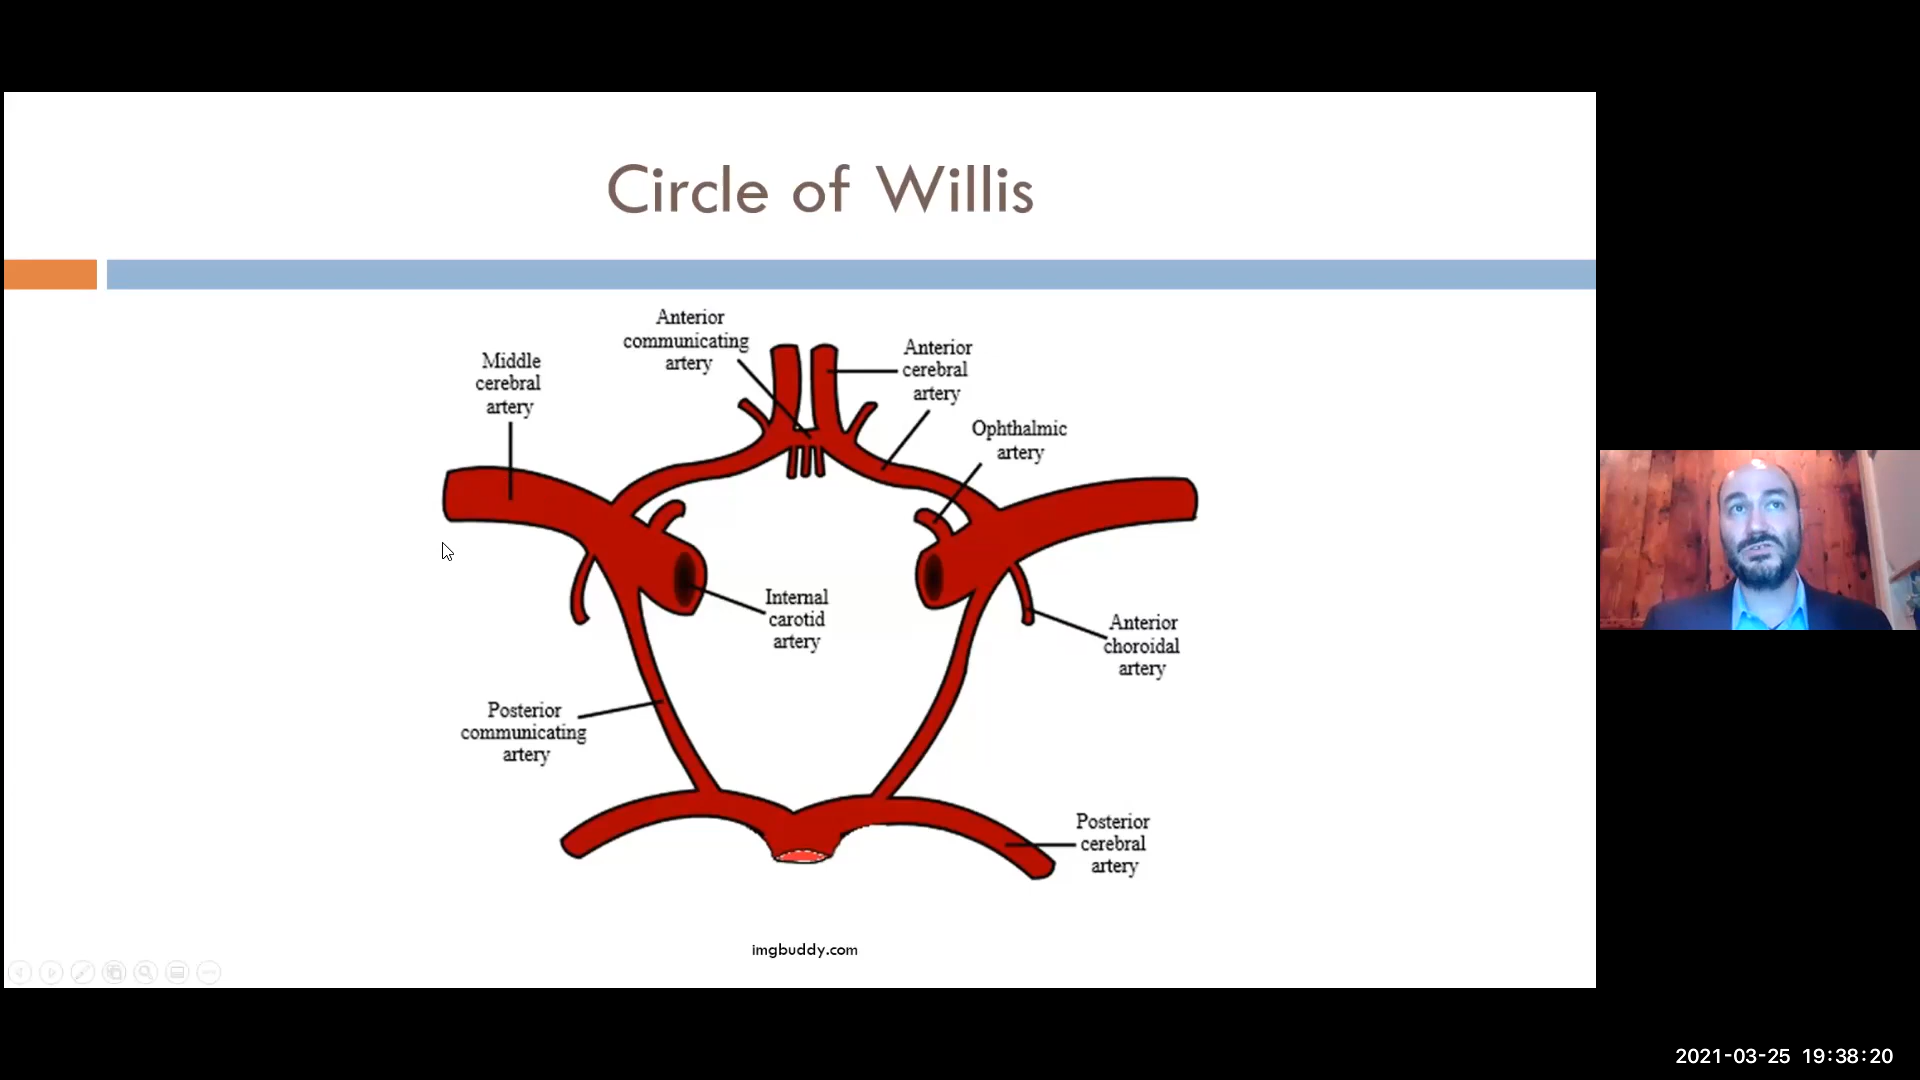 Circle of Willis
Anterior
communicating
artery
Middle
cerebral
artery
Anterior
cerebral
artery
Ophthalmic
artery
Internal
carotid
artery
Anterior
choroidal
artery
Posterior
communicating
artery
Posterior
cerebral
artery
imgbuddy.com
2021-03-25 19:38:20